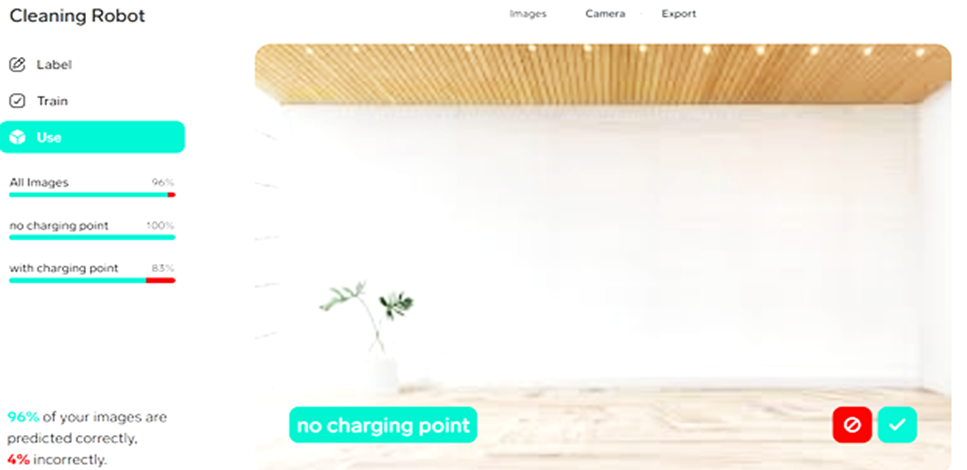 Cleaning Robot
Images Camera Export
Label
Train
Use
All Images 96%
no charging point 100%
with charging point 83%
96% of your images are
predicted correctly,
4% incorrectly.
no charging point